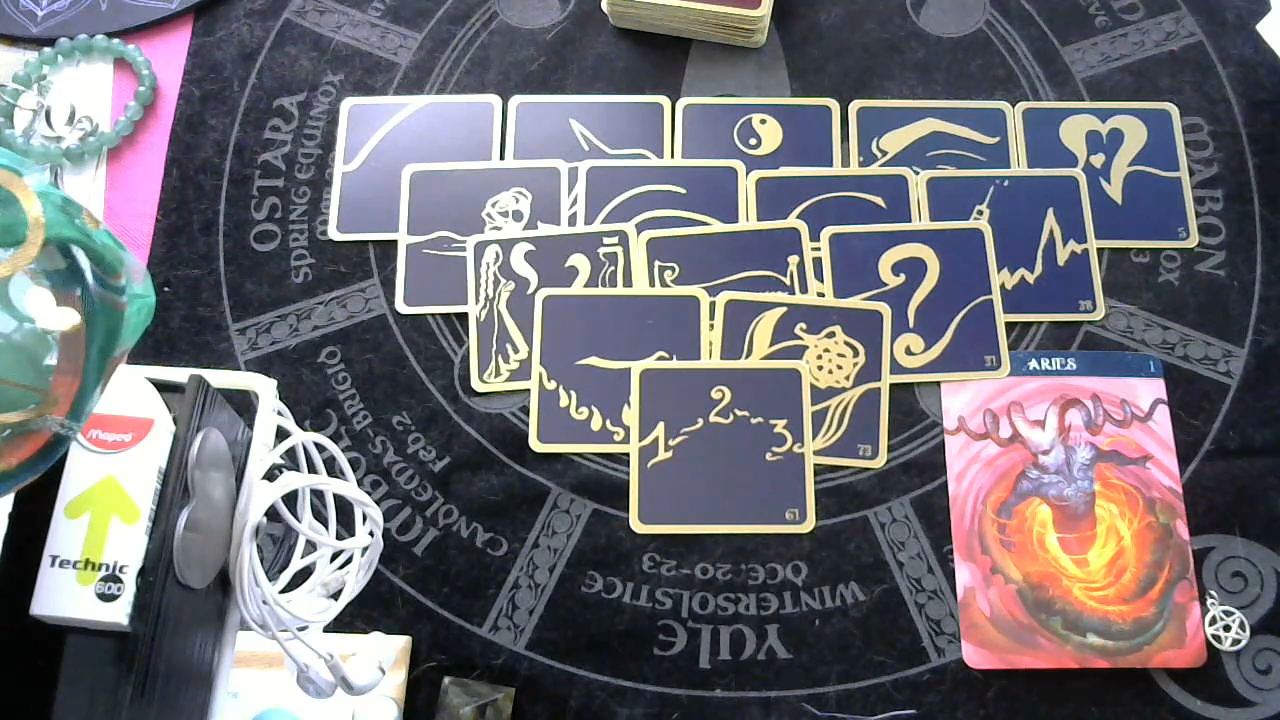 OSTARA
SPRING EQUINOX
MABON
5
38
31
ARIES
1
73
1 2 3
61
IMBOLC
CANDLEMAS-BRIGID
FEB.2
DEC.20-23
WINTERSOLSTICE
YULE
Maped
Technic
600